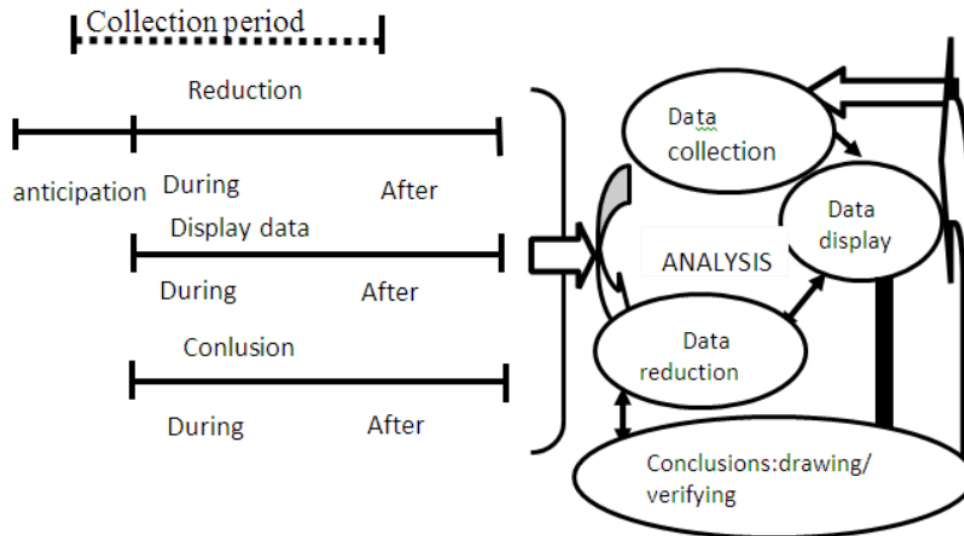 Collection period
Reduction
anticipation During After
Display data
During After
Conlusion
During After
Data
collection
Data
display
ANALYSIS
Data
reduction
Conclusions:drawing/
verifying